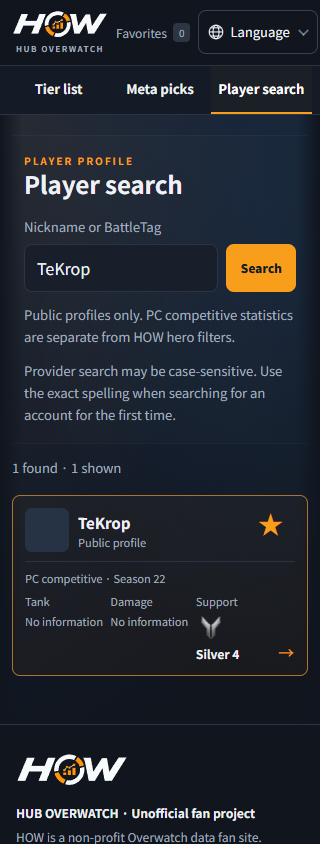 HOW
HUB OVERWATCH
Favorites 0
Language
Tier list Meta picks Player search
PLAYER PROFILE
Player search
Nickname or BattleTag
TeKrop
Search
Public profiles only. PC competitive statistics
are separate from HOW hero filters.
Provider search may be case-sensitive. Use
the exact spelling when searching for an
account for the first time.
1 found · 1 shown
TeKrop
Public profile
PC competitive · Season 22
Tank Damage Support
No information No information
Silver 4 →
HOW
HUB OVERWATCH · Unofficial fan project
HOW is a non-profit Overwatch data fan site.